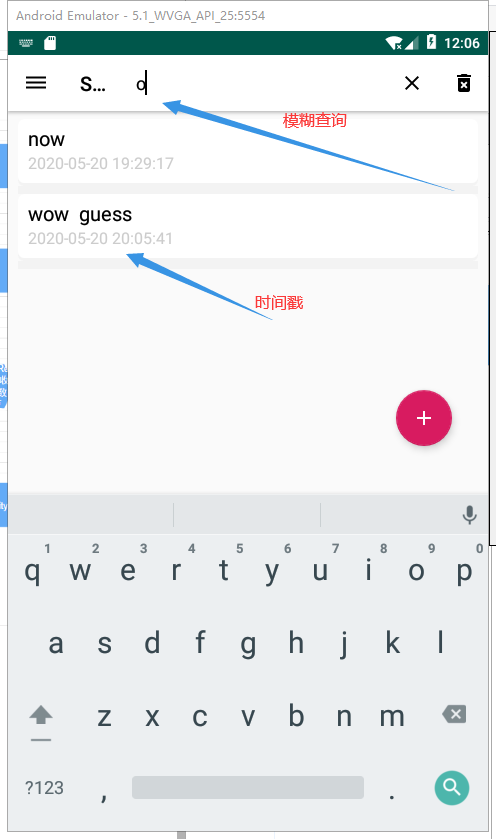 Android Emulator - 5.1_WVGA_API_25:5554
12:06
S... o
模糊查询
now
2020-05-20 19:29:17
wow guess
2020-05-20 20:05:41
时间戳
+
1 2 3 4 5 6 7 8 9 0
q w e r t y u i o p
a s d f g h j k l
z x c v b n m
?123 , .